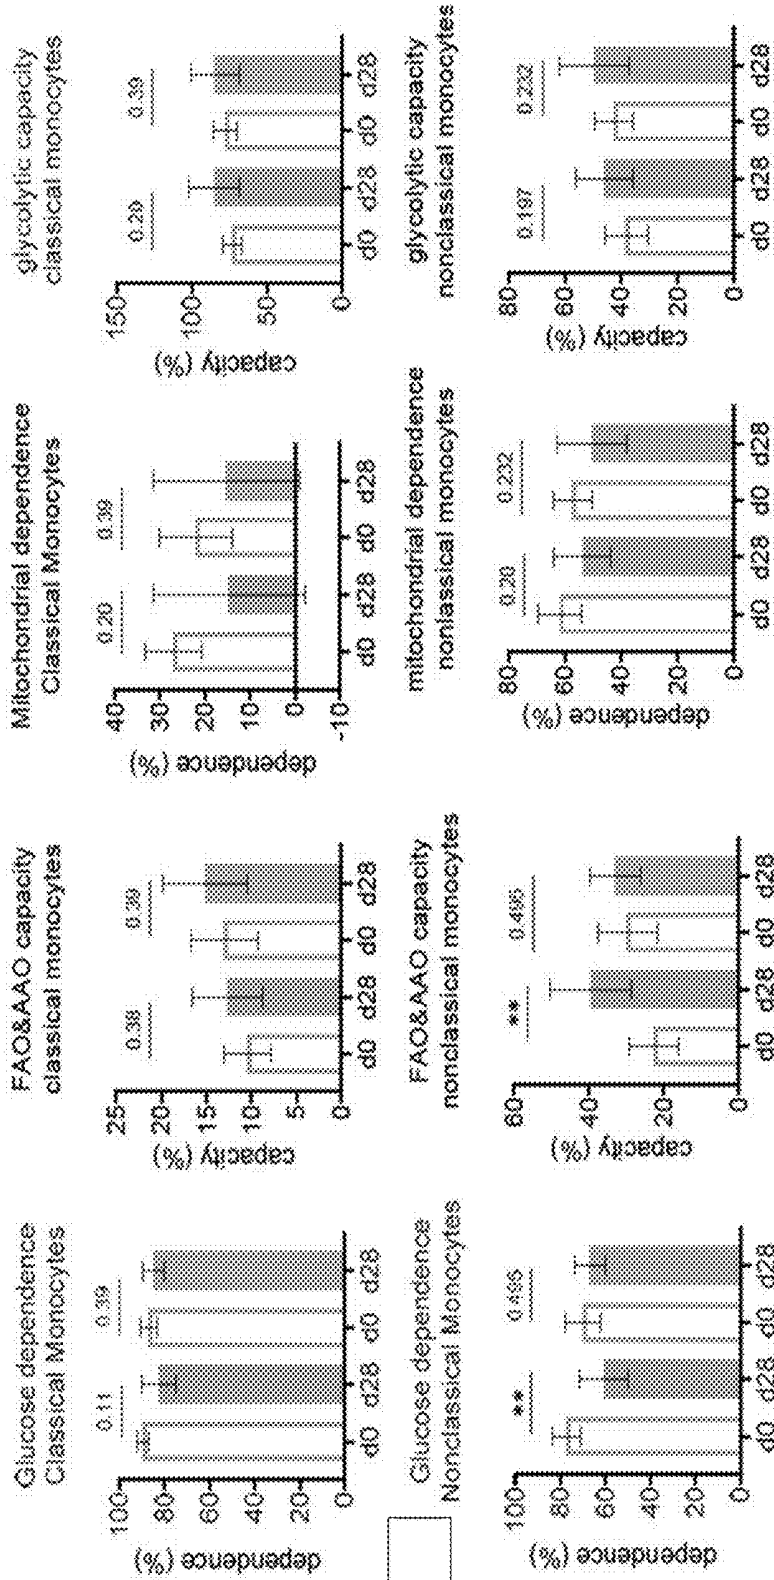 Glucose dependence
Classical Monocytes
dependence (%)
100
80
60
40
20
0
0.11
0.39
d0 d28 d0 d28
FAO&AAO capacity
classical monocytes
capacity (%)
25
20
15
10
5
0
0.38
0.39
d0 d28 d0 d28
Mitochondrial dependence
Classical Monocytes
dependence (%)
40
30
20
10
0
-10
0.20
0.39
d0 d28 d0 d28
glycolytic capacity
classical monocytes
capacity (%)
150
100
50
0
0.20
0.39
d0 d28 d0 d28
Glucose dependence
Nonclassical Monocytes
dependence (%)
100
80
60
40
20
0
**
0.495
d0 d28 d0 d28
FAO&AAO capacity
nonclassical monocytes
capacity (%)
60
40
20
0
**
0.495
d0 d28 d0 d28
mitochondrial dependence
nonlassical monocytes
dependence (%)
80
60
40
20
0
0.20
0.232
d0 d28 d0 d28
glycolytic capacity
nonclassical monocytes
capacity (%)
80
60
40
20
0
0.197
0.232
d0 d28 d0 d28